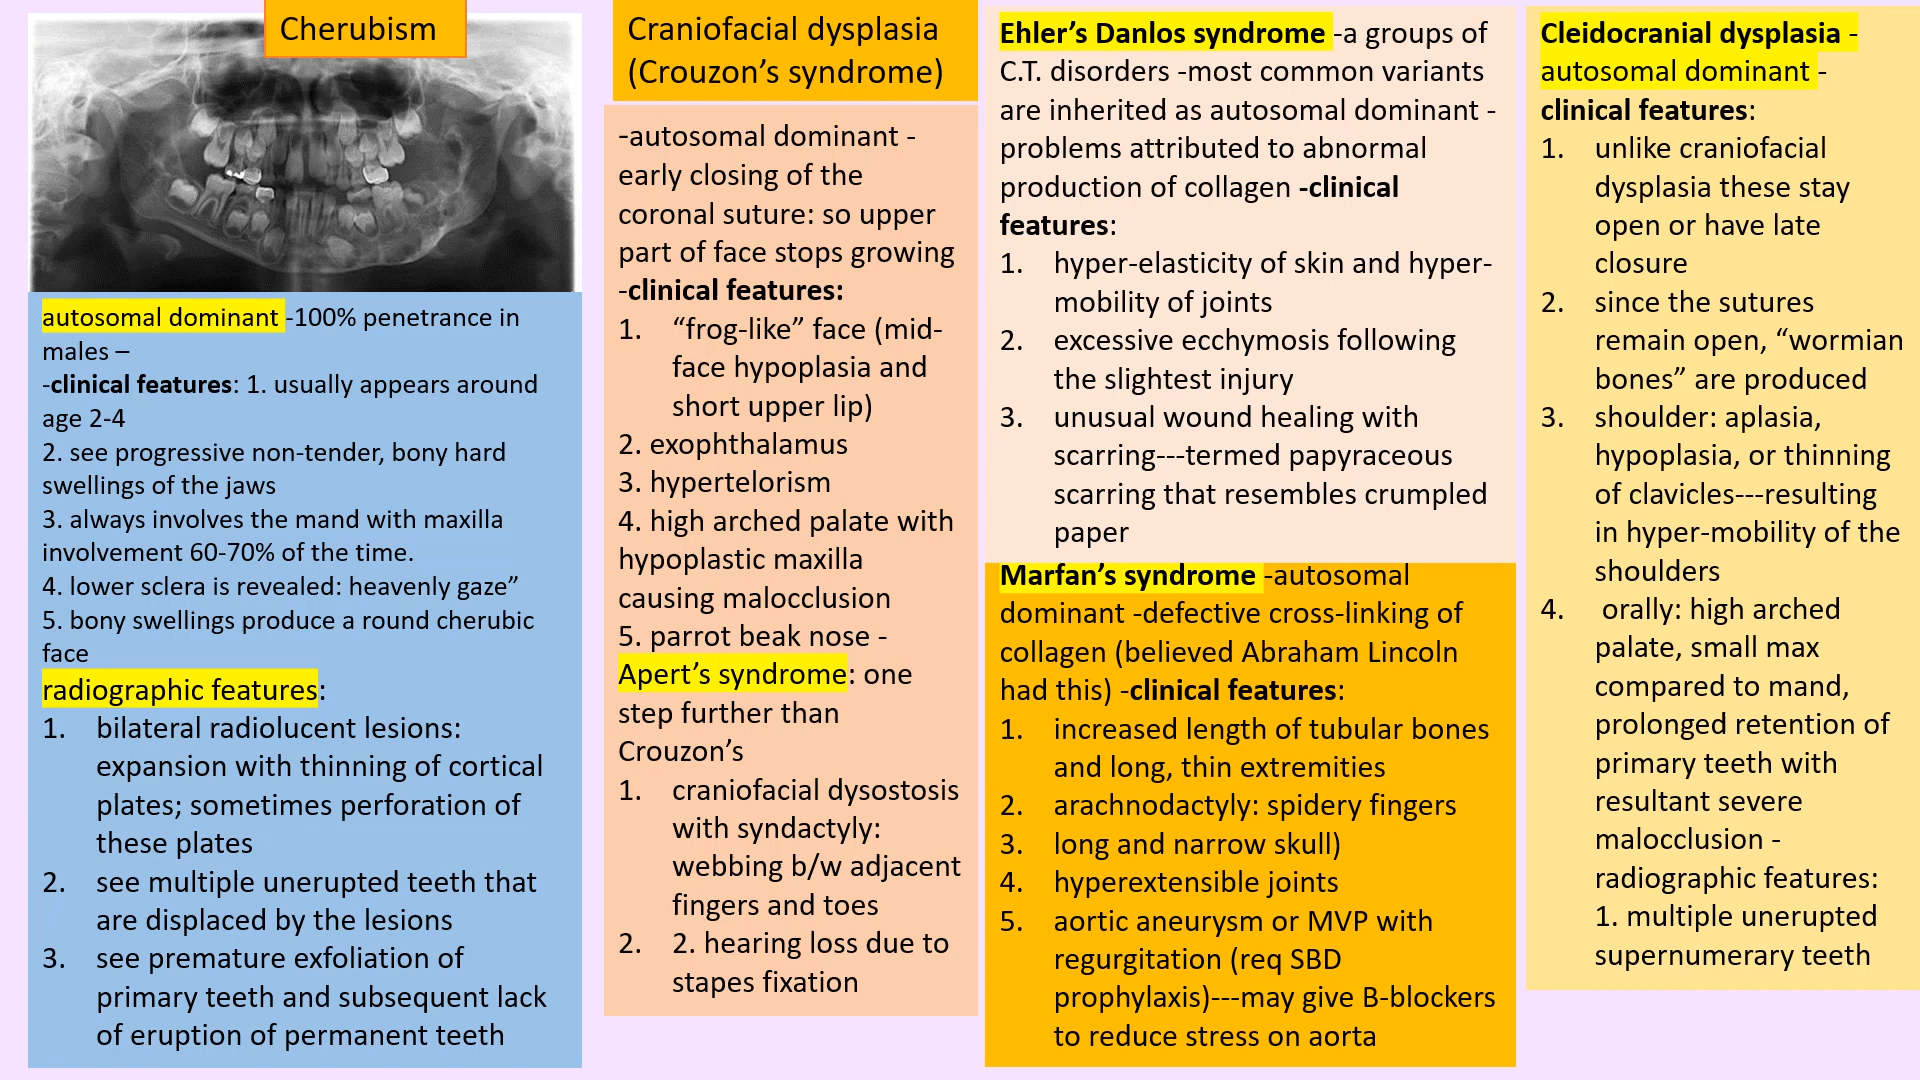 Cherubism
autosomal dominant -100% penetrance in
males –
-clinical features: 1. usually appears around
age 2-4
2. see progressive non-tender, bony hard
swellings of the jaws
3. always involves the mand with maxilla
involvement 60-70% of the time.
4. lower sclera is revealed: heavenly gaze”
5. bony swellings produce a round cherubic
face
radiographic features:
1. bilateral radiolucent lesions:
expansion with thinning of cortical
plates; sometimes perforation of
these plates
2. see multiple unerupted teeth that
are displaced by the lesions
3. see premature exfoliation of
primary teeth and subsequent lack
of eruption of permanent teeth
Craniofacial dysplasia
(Crouzon’s syndrome)
-autosomal dominant -
early closing of the
coronal suture: so upper
part of face stops growing
-clinical features:
1. “frog-like” face (mid-
face hypoplasia and
short upper lip)
2. exophthalamus
3. hypertelorism
4. high arched palate with
hypoplastic maxilla
causing malocclusion
5. parrot beak nose -
Apert’s syndrome: one
step further than
Crouzon’s
1. craniofacial dysostosis
with syndactyly:
webbing b/w adjacent
fingers and toes
2. 2. hearing loss due to
stapes fixation
Ehler’s Danlos syndrome -a groups of
C.T. disorders -most common variants
are inherited as autosomal dominant -
problems attributed to abnormal
production of collagen -clinical
features:
1. hyper-elasticity of skin and hyper-
mobility of joints
2. excessive ecchymosis following
the slightest injury
3. unusual wound healing with
scarring---termed papyraceous
scarring that resembles crumpled
paper
Marfan’s syndrome -autosomal
dominant -defective cross-linking of
collagen (believed Abraham Lincoln
had this) -clinical features:
1. increased length of tubular bones
and long, thin extremities
2. arachnodactyly: spidery fingers
3. long and narrow skull)
4. hyperextensible joints
5. aortic aneurysm or MVP with
regurgitation (req SBD
prophylaxis)---may give B-blockers
to reduce stress on aorta
Cleidocranial dysplasia -
autosomal dominant -
clinical features:
1. unlike craniofacial
dysplasia these stay
open or have late
closure
2. since the sutures
remain open, “wormian
bones” are produced
3. shoulder: aplasia,
hypoplasia, or thinning
of clavicles---resulting
in hyper-mobility of the
shoulders
4. orally: high arched
palate, small max
compared to mand,
prolonged retention of
primary teeth with
resultant severe
malocclusion -
radiographic features:
1. multiple unerupted
supernumerary teeth